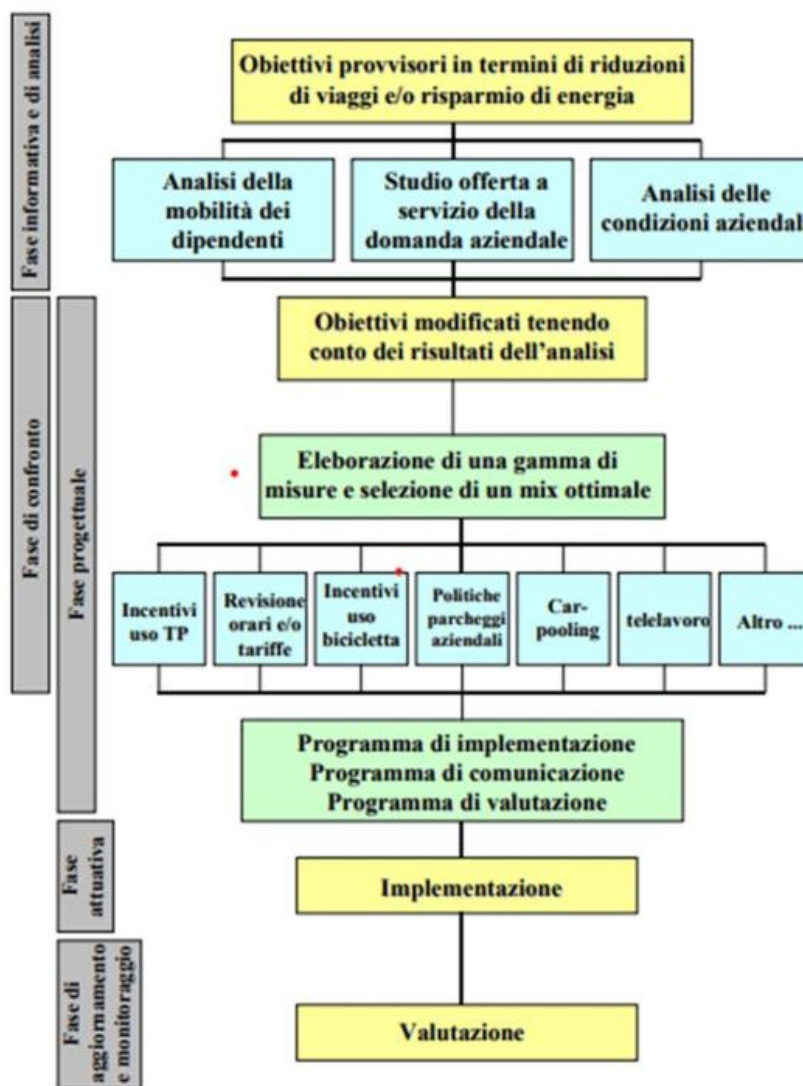 Fase informativa e di analisi
Obiettivi provvisori in termini di riduzioni
di viaggi e/o risparmio di energia
Analisi della
mobilità dei
dipendenti
Studio offerta a
servizio della
domanda aziendale
Analisi delle
condizioni aziendal
Fase di confronto
Fase progettuale
Obiettivi modificati tenendo
conto dei risultati dell'analisi
Eleborazione di una gamma di
misure e selezione di un mix ottimale
Incentivi
uso TP
Revisione
orari e/o
tariffe
Incentivi
uso
bicicletta
Politiche
parcheggi
aziendali
Car-
pooling
telelavoro
Altro ...
Programma di implementazione
Programma di comunicazione
Programma di valutazione
Fase
attuativa
Implementazione
Fase di
aggiornamento
e monitoraggio
Valutazione